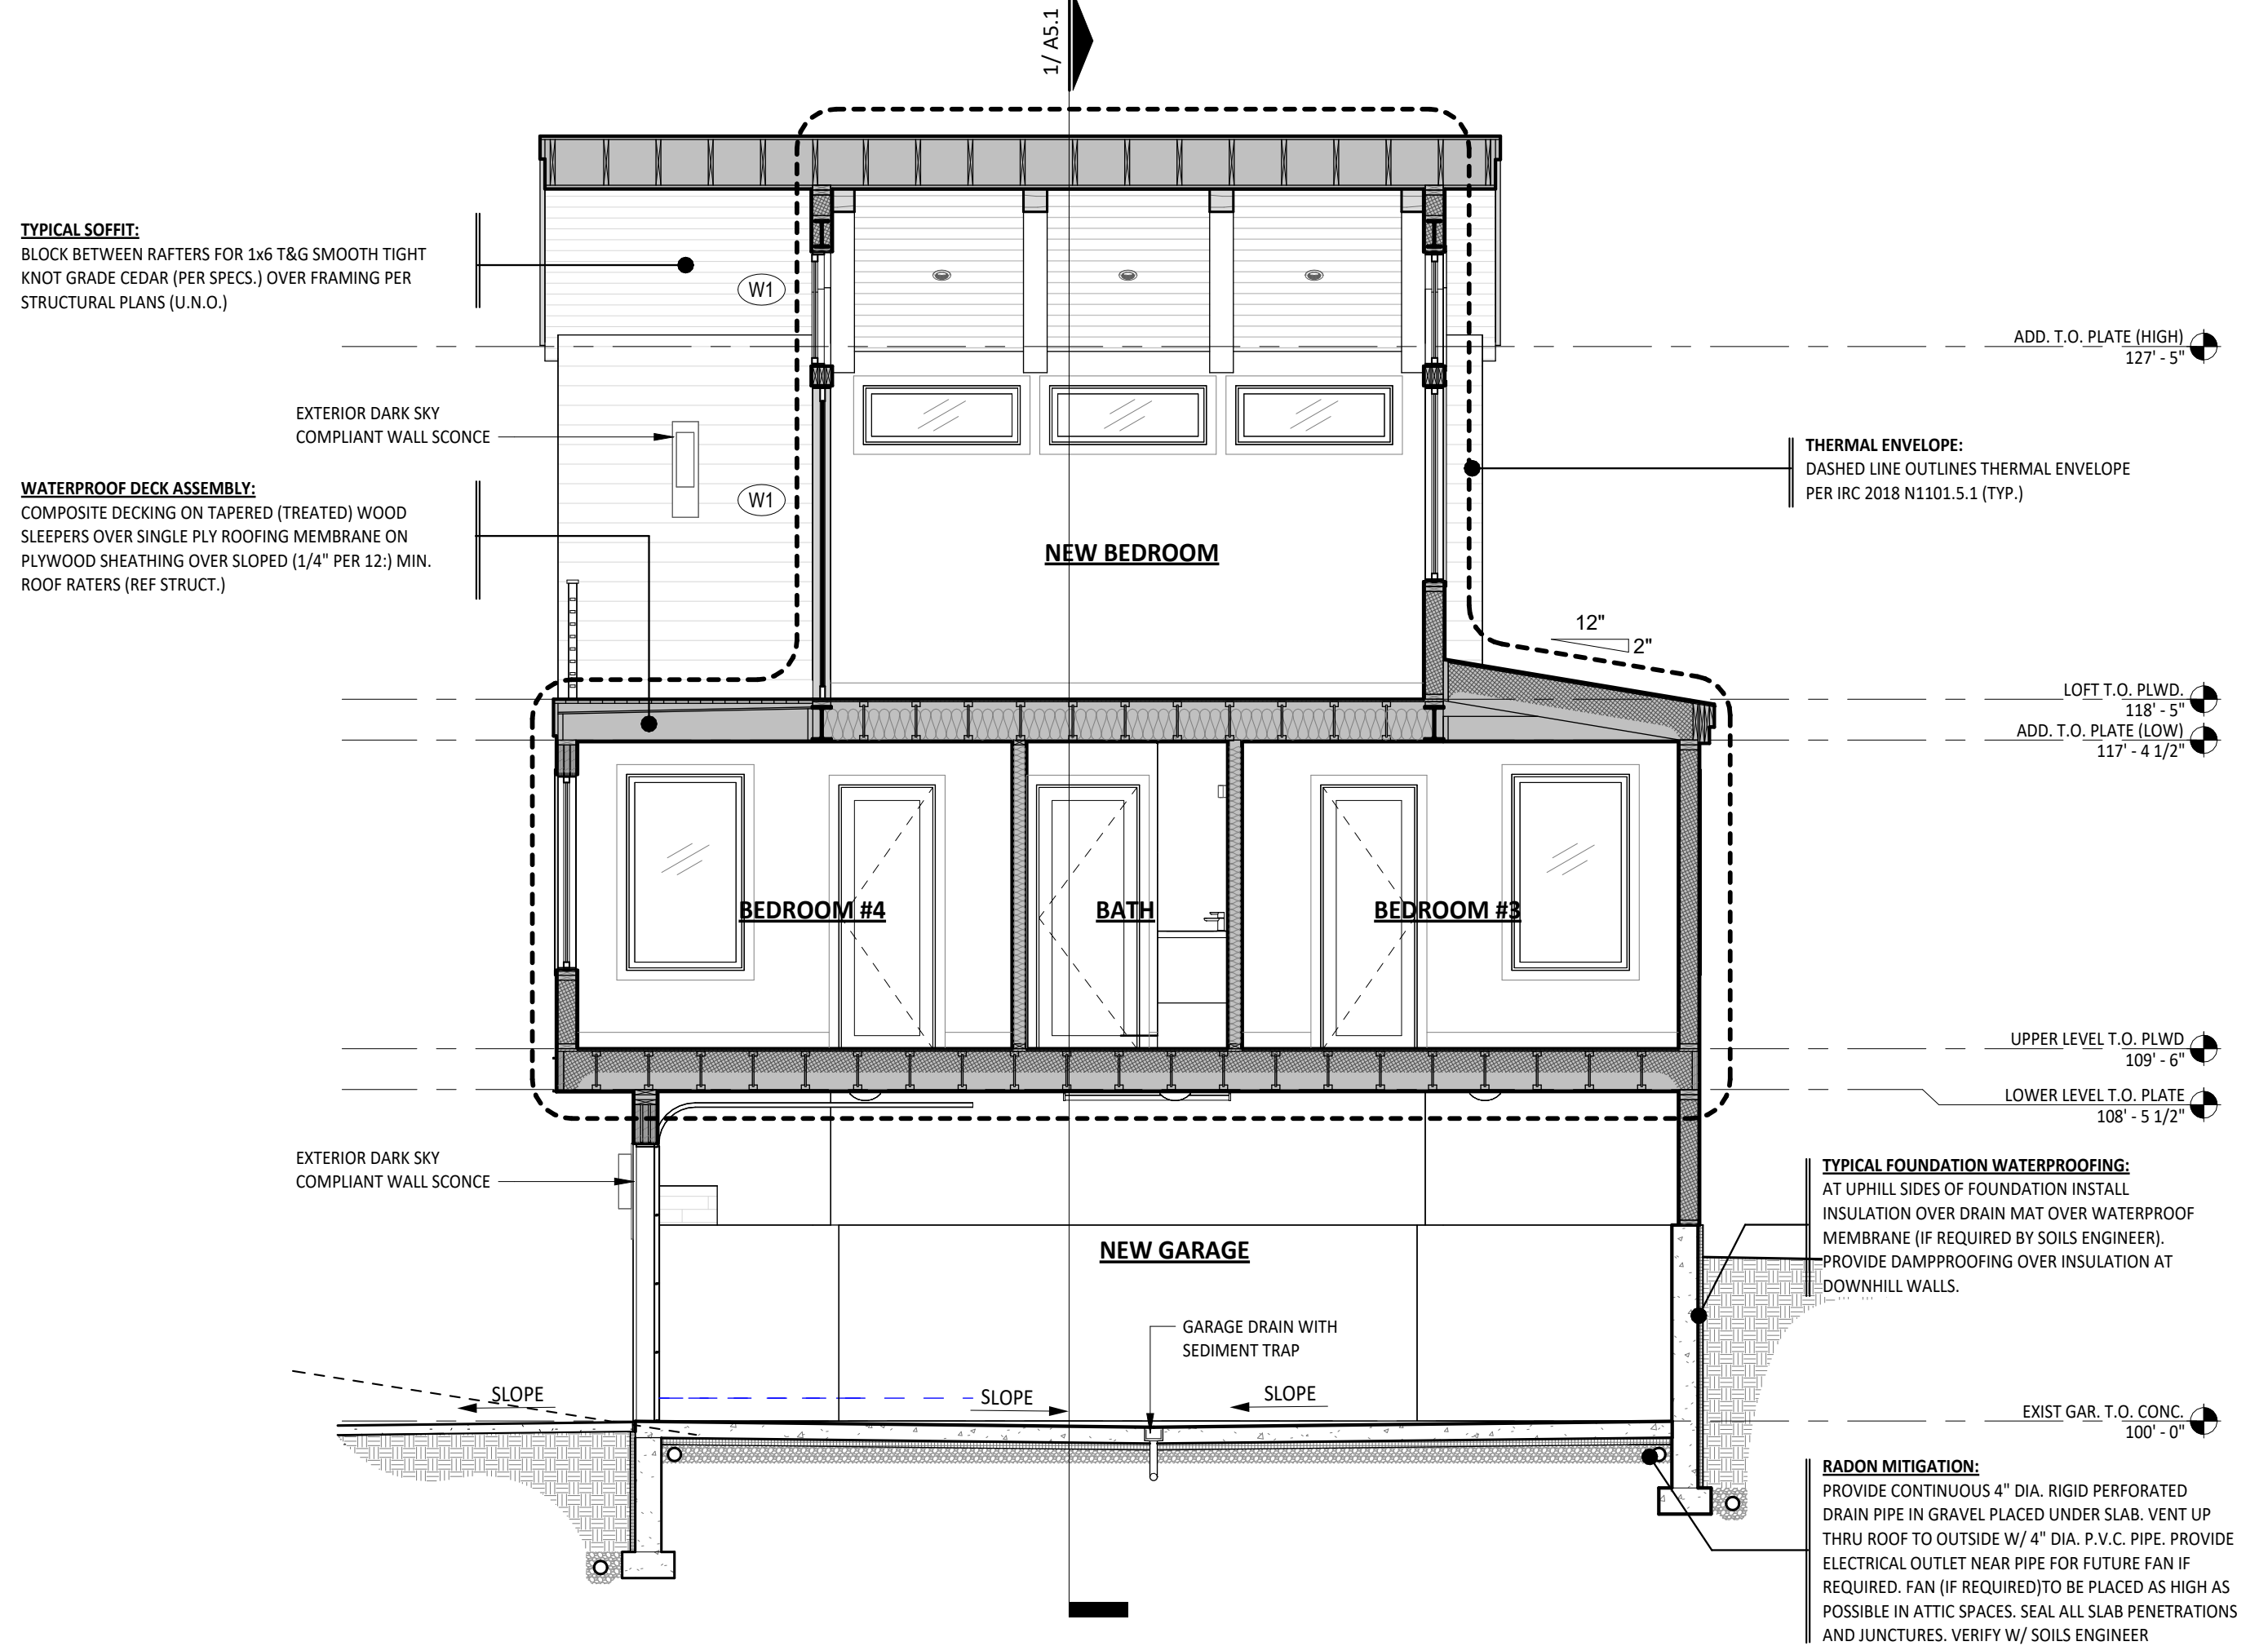 1/ A5.1
TYPICAL SOFFIT:
BLOCK BETWEEN RAFTERS FOR 1x6 T&G SMOOTH TIGHT
KNOT GRADE CEDAR (PER SPECS.) OVER FRAMING PER
STRUCTURAL PLANS (U.N.O.)
W1
ADD. T.O. PLATE (HIGH)
127' - 5"
EXTERIOR DARK SKY
COMPLIANT WALL SCONCE
THERMAL ENVELOPE:
DASHED LINE OUTLINES THERMAL ENVELOPE
PER IRC 2018 N1101.5.1 (TYP.)
WATERPROOF DECK ASSEMBLY:
COMPOSITE DECKING ON TAPERED (TREATED) WOOD
SLEEPERS OVER SINGLE PLY ROOFING MEMBRANE ON
PLYWOOD SHEATHING OVER SLOPED (1/4" PER 12:) MIN.
ROOF RATERS (REF STRUCT.)
W1
NEW BEDROOM
12"
2"
LOFT T.O. PLWD.
118' - 5"
ADD. T.O. PLATE (LOW)
117' - 4 1/2"
BEDROOM #4
BATH
BEDROOM #3
UPPER LEVEL T.O. PLWD
109' - 6"
LOWER LEVEL T.O. PLATE
108' - 5 1/2"
EXTERIOR DARK SKY
COMPLIANT WALL SCONCE
TYPICAL FOUNDATION WATERPROOFING:
AT UPHILL SIDES OF FOUNDATION INSTALL
INSULATION OVER DRAIN MAT OVER WATERPROOF
MEMBRANE (IF REQUIRED BY SOILS ENGINEER).
PROVIDE DAMPPROOFING OVER INSULATION AT
DOWNHILL WALLS.
NEW GARAGE
GARAGE DRAIN WITH
SEDIMENT TRAP
SLOPE
SLOPE
SLOPE
EXIST GAR. T.O. CONC.
100' - 0"
RADON MITIGATION:
PROVIDE CONTINUOUS 4" DIA. RIGID PERFORATED
DRAIN PIPE IN GRAVEL PLACED UNDER SLAB. VENT UP
THRU ROOF TO OUTSIDE W/ 4" DIA. P.V.C. PIPE. PROVIDE
ELECTRICAL OUTLET NEAR PIPE FOR FUTURE FAN IF
REQUIRED. FAN (IF REQUIRED)TO BE PLACED AS HIGH AS
POSSIBLE IN ATTIC SPACES. SEAL ALL SLAB PENETRATIONS
AND JUNCTURES. VERIFY W/ SOILS ENGINEER